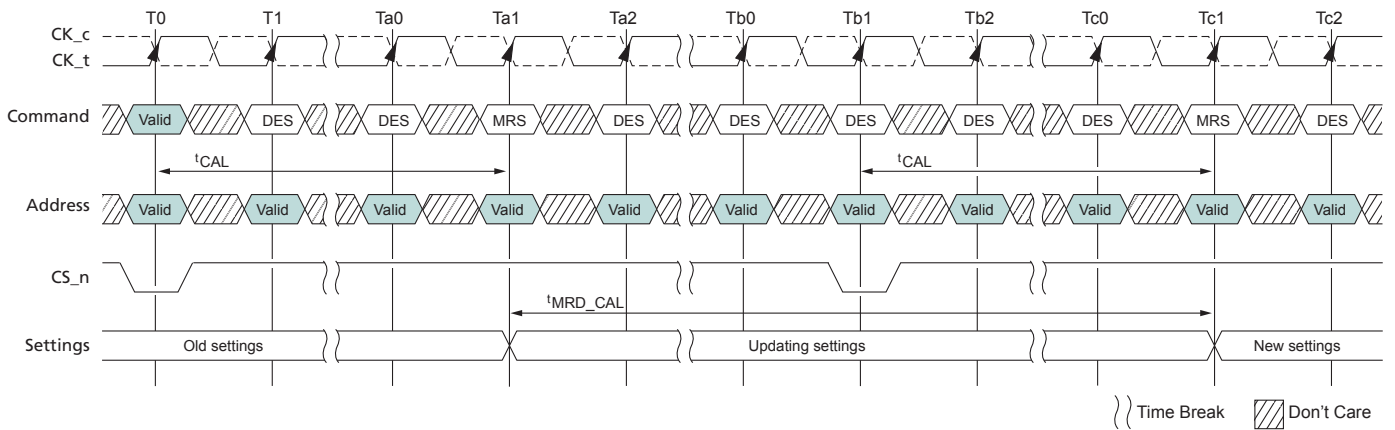 T0 T1 Ta0 Ta1 Ta2 Tb0 Tb1 Tb2 Tc0 Tc1 Tc2
CK_c
CK_t
Command Valid DES DES MRS DES DES DES DES DES MRS DES
tCAL tCAL
Address Valid Valid Valid Valid Valid Valid Valid Valid Valid Valid Valid
CS_n
tMRD_CAL
Settings Old settings Updating settings New settings
Time Break Don't Care